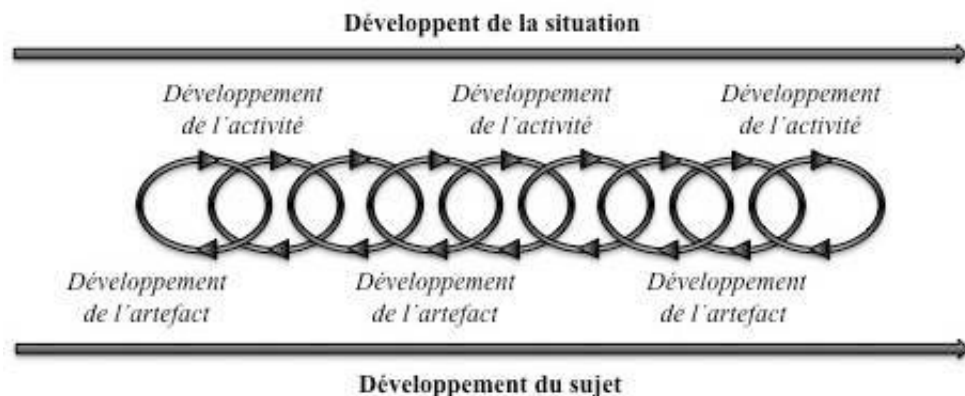 Développent de la situation
Développement
de l´activité
Développement
de l´activité
Développement
de l´activité
Développement
de l´artefact
Développement
de l´artefact
Développement
de l´artefact
Développement du sujet